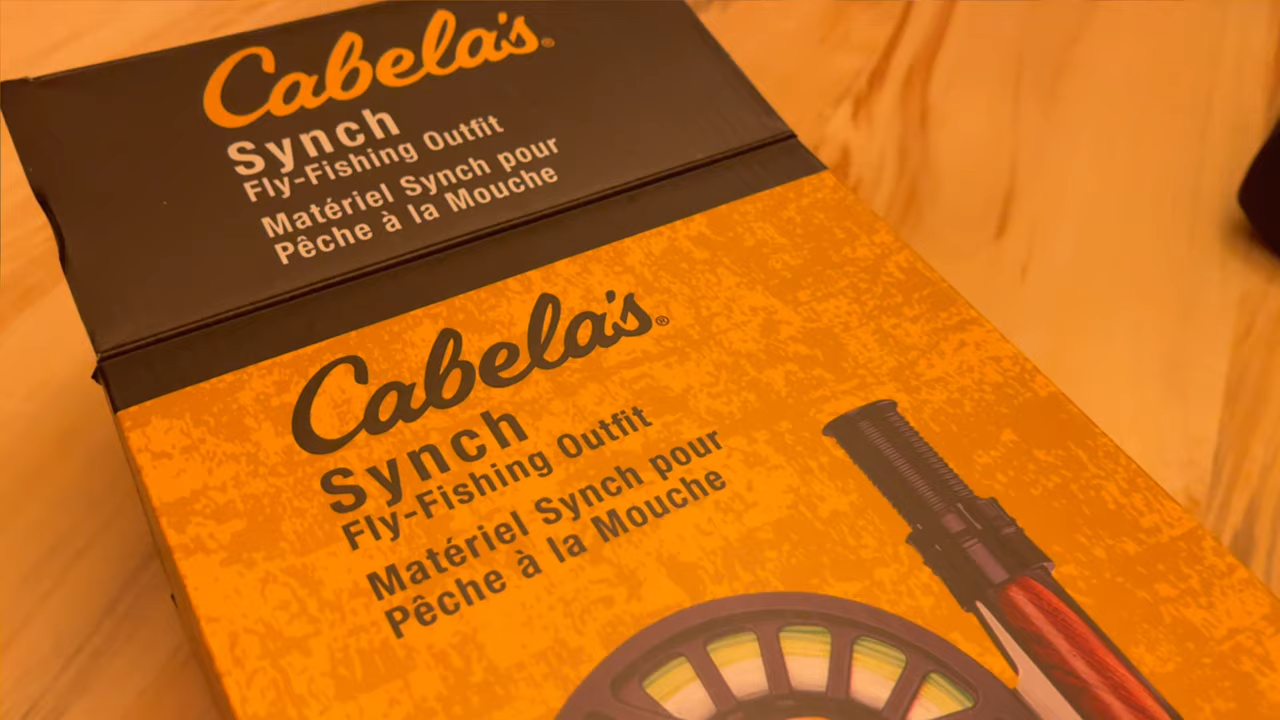 Cabela's®
Synch
Fly-Fishing Outfit
Matériel Synch pour
Pêche à la Mouche
Cabela's®
Synch
Fly-Fishing Outfit
Matériel Synch pour
Pêche à la Mouche